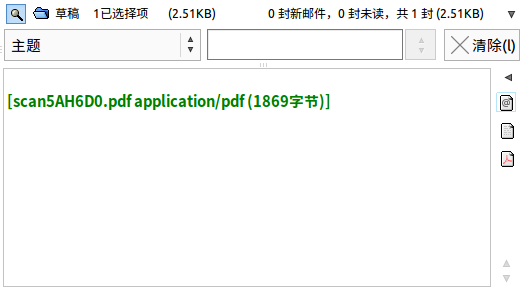 草稿 1已选择项 (2.51KB) 0 封新邮件，0 封未读，共 1 封 (2.51KB)
主题 清除(I)
[scan5AH6D0.pdf application/pdf (1869字节)]